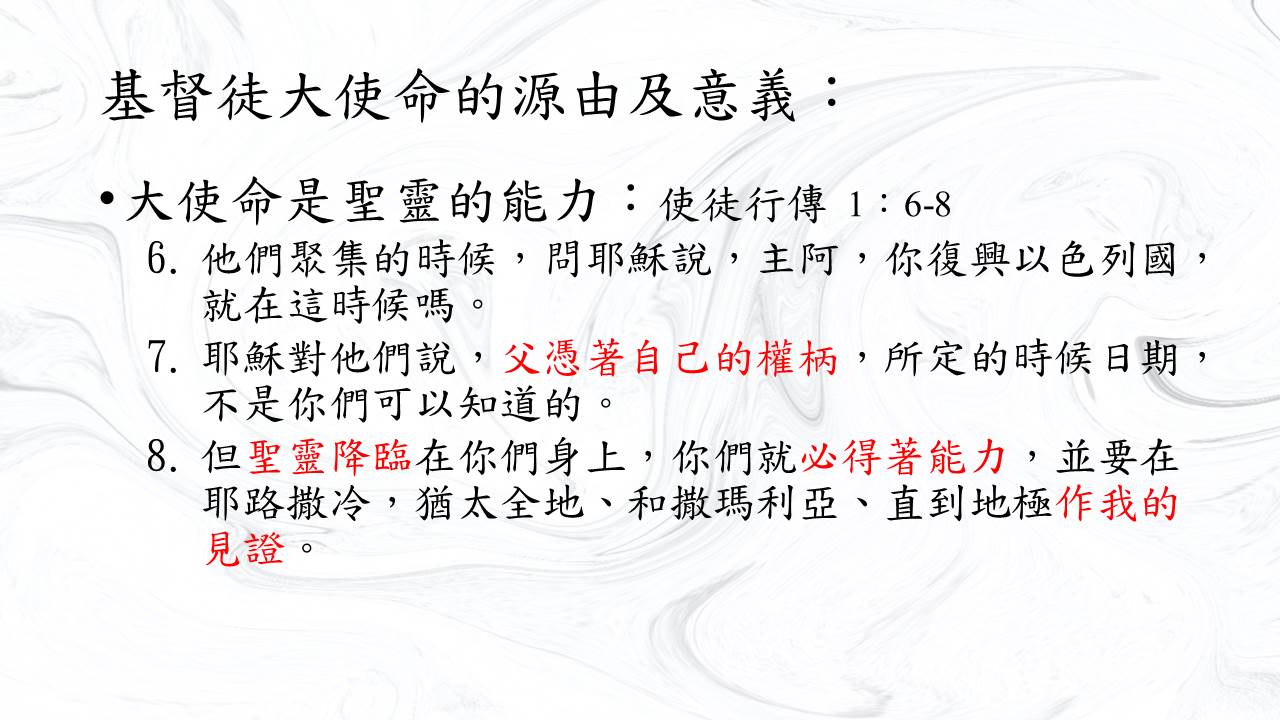 基督徒大使命的源由及意義：
•大使命是聖靈的能力：使徒行傳 1：6-8
6. 他們聚集的時候，問耶穌說，主阿，你復興以色列國，
就在這時候嗎。
7. 耶穌對他們說，父憑著自己的權柄，所定的時候日期，
不是你們可以知道的。
8. 但聖靈降臨在你們身上，你們就必得著能力，並要在
耶路撒冷，猶太全地、和撒瑪利亞、直到地極作我的
見證。